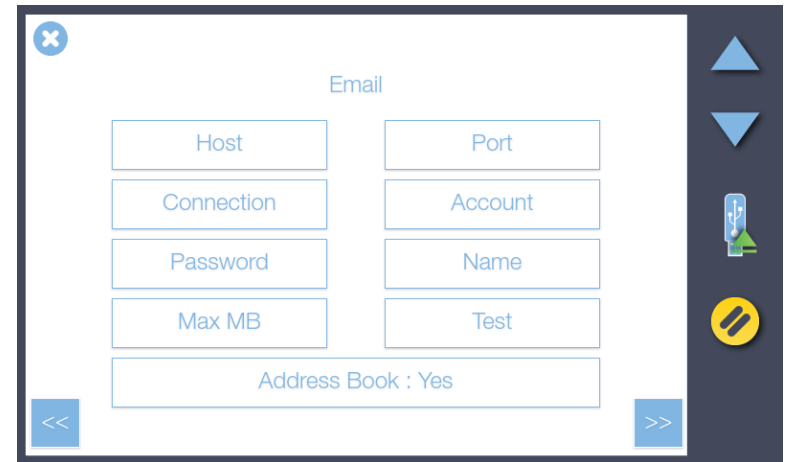 Email
Host Port
Connection Account
Password Name
Max MB Test
Address Book : Yes
<< >>